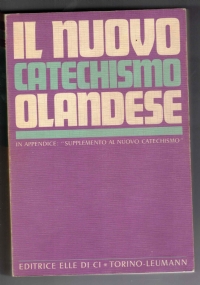 IL NUOVO
CATECHISMO
OLANDESE
IN APPENDICE: "SUPPLEMENTO AL NUOVO CATECHISMO"
EDITRICE ELLE DI CI • TORINO-LEUMANN